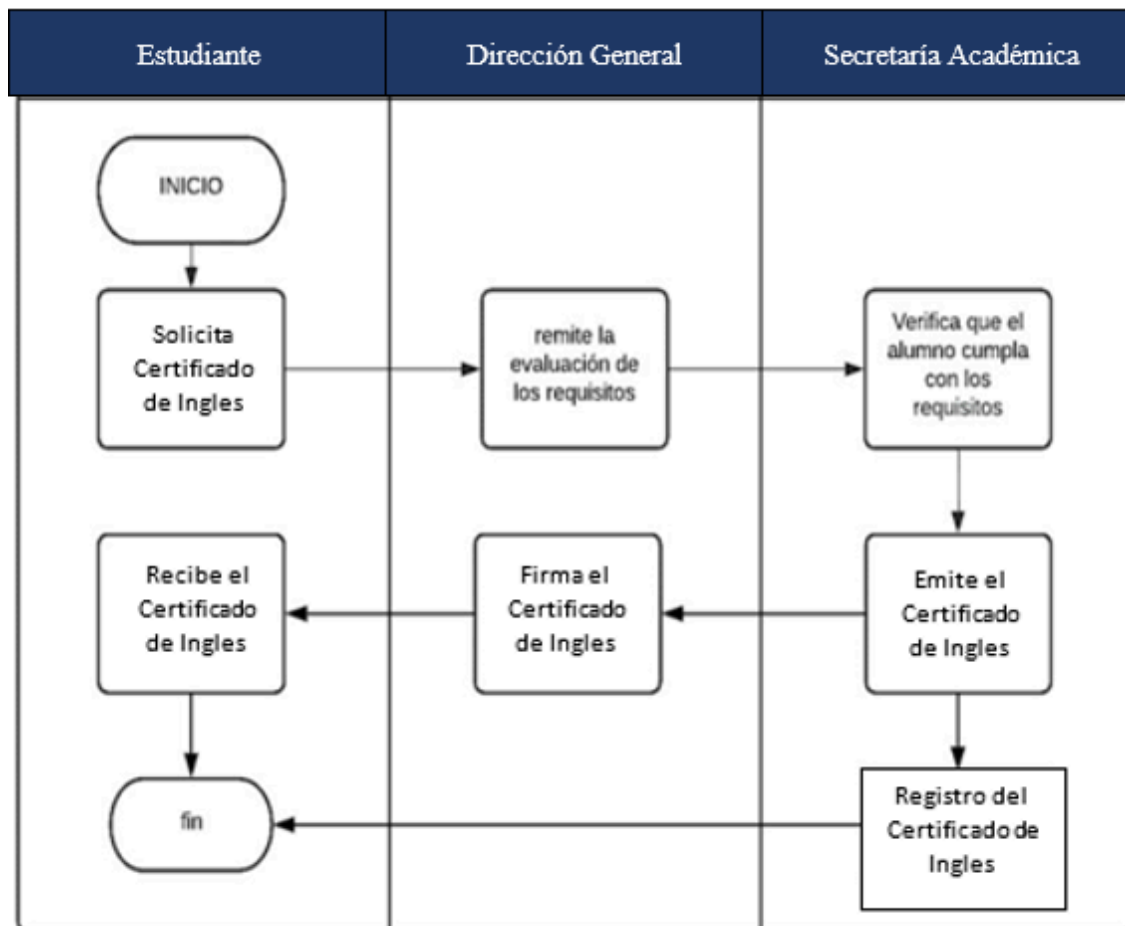 Estudiante
Dirección General
Secretaría Académica
INICIO
Solicita
Certificado
de Ingles
remite la
evaluación de
los requisitos
Verifica que el
alumno cumpla
con los
requisitos
Recibe el
Certificado
de Ingles
Firma el
Certificado
de Ingles
Emite el
Certificado
de Ingles
fin
Registro del
Certificado de
Ingles